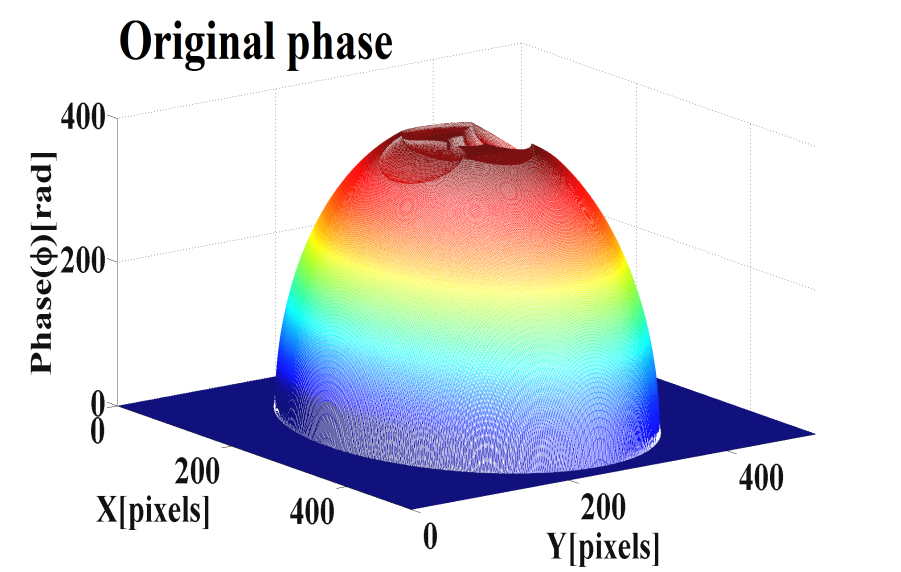 Original phase
400
200
0
Phase(ϕ)[rad]
0
200
400
X[pixels]
0
200
400
Y[pixels]